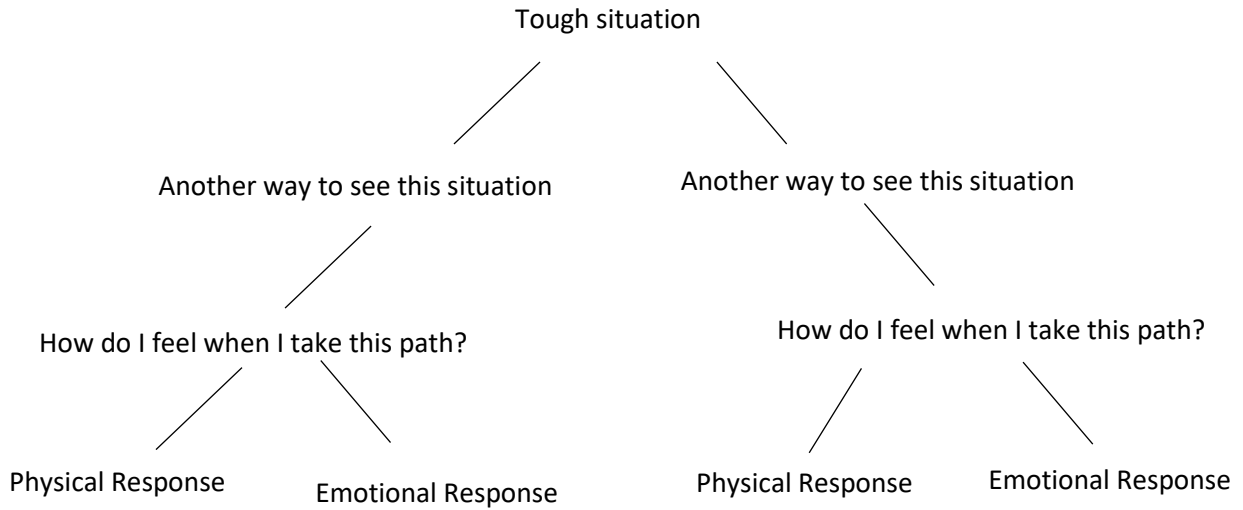 Tough situation
Another way to see this situation
Another way to see this situation
How do I feel when I take this path?
How do I feel when I take this path?
Physical Response
Emotional Response
Physical Response
Emotional Response